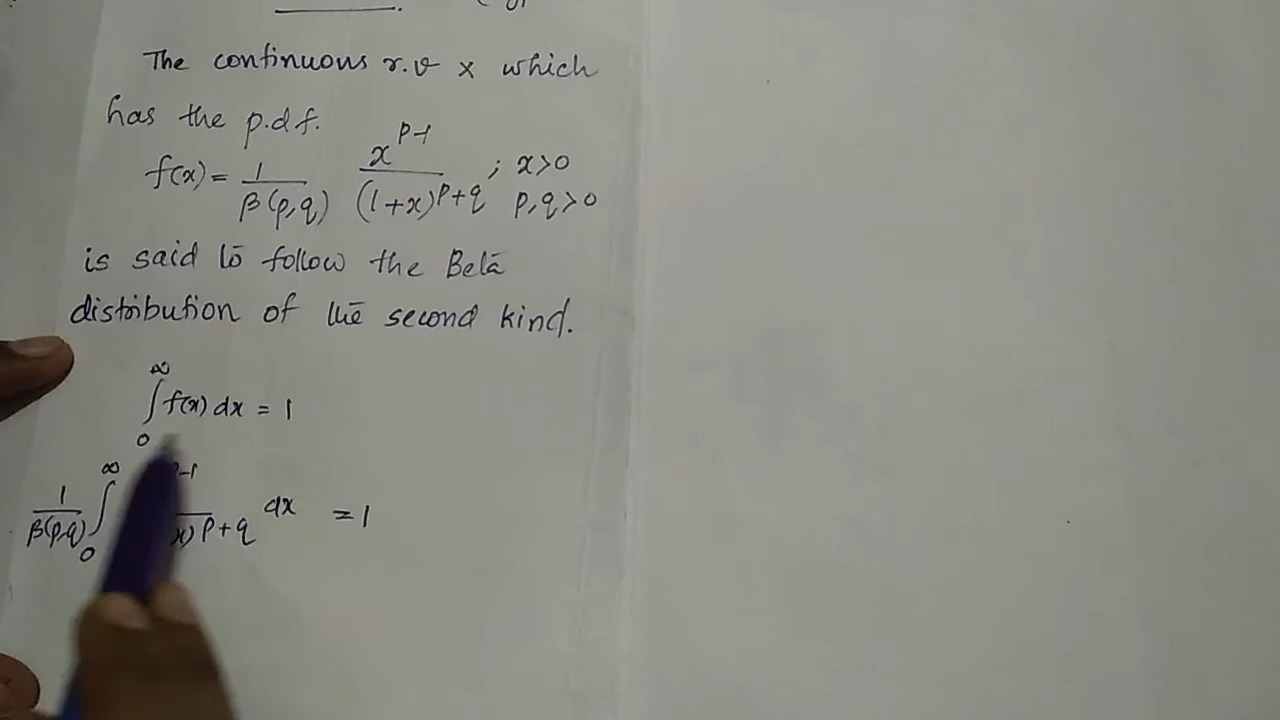 The continuous r.v x which
has the p.d.f.
f(x) = 1/β(p,q) x^(p-1)/(1+x)^(p+q) ; x>0 p,q>0
is said to follow the Beta
distribution of the second kind.
∫₀^∞ f(x) dx = 1
1/β(p,q) ∫₀^∞ p-1 x) p+q dx = 1